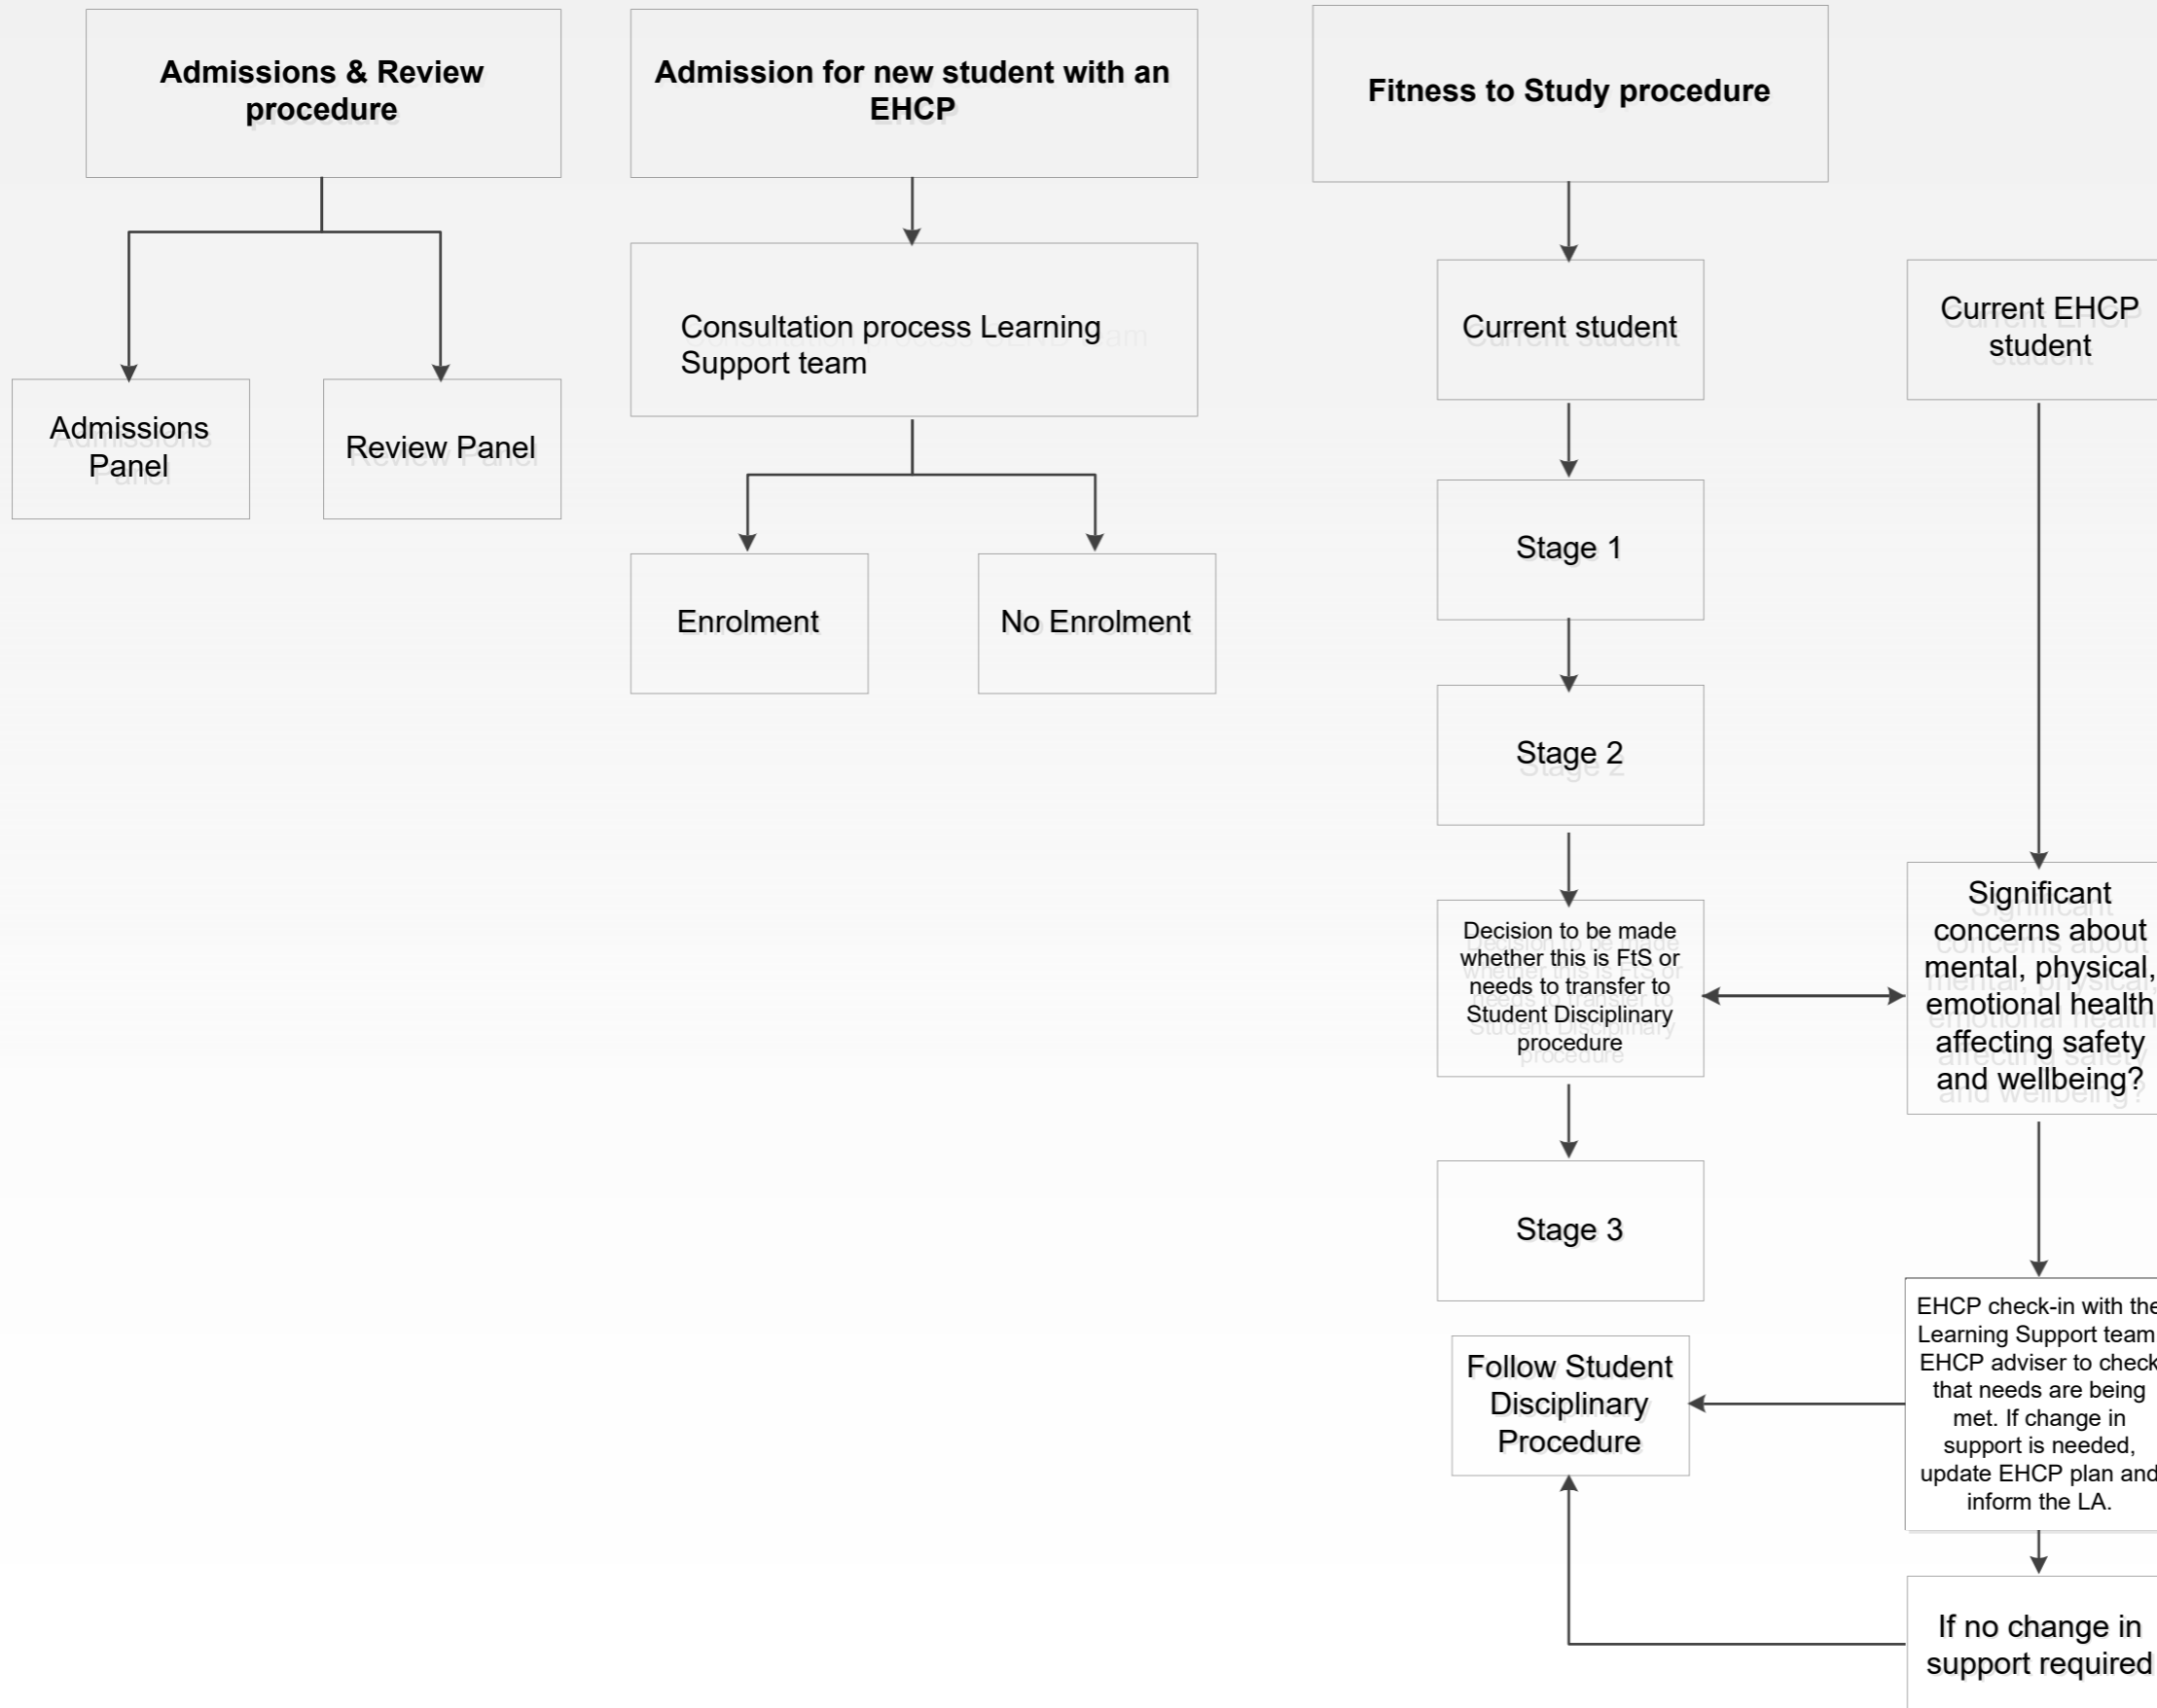 Admissions & Review
procedure
Admissions
Panel
Review Panel
Admission for new student with an
EHCP
Consultation process Learning
Support team
Enrolment
No Enrolment
Fitness to Study procedure
Current student
Stage 1
Stage 2
Decision to be made
whether this is FtS or
needs to transfer to
Student Disciplinary
procedure
Stage 3
Follow Student
Disciplinary
Procedure
Current EHCP
student
Significant
concerns about
mental, physical,
emotional health
affecting safety
and wellbeing?
EHCP check-in with the
Learning Support team
EHCP adviser to check
that needs are being
met. If change in
support is needed,
update EHCP plan and
inform the LA.
If no change in
support required